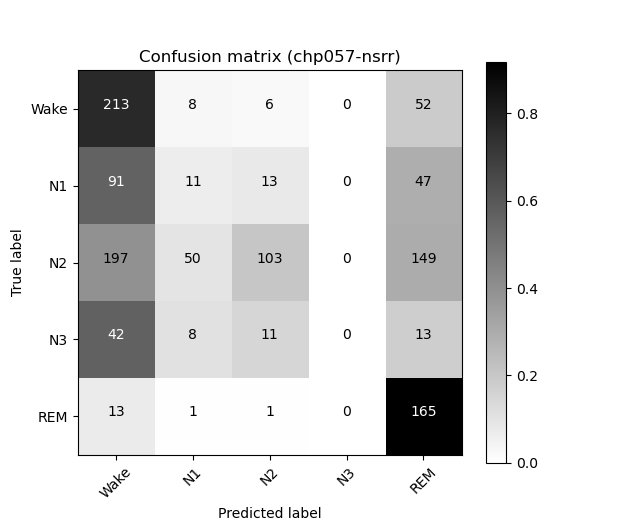 Confusion matrix (chp057-nsrr)
True label
Wake 213 8 6 0 52
N1 91 11 13 0 47
N2 197 50 103 0 149
N3 42 8 11 0 13
REM 13 1 1 0 165
Wake N1 N2 N3 REM
Predicted label
0.8
0.6
0.4
0.2
0.0